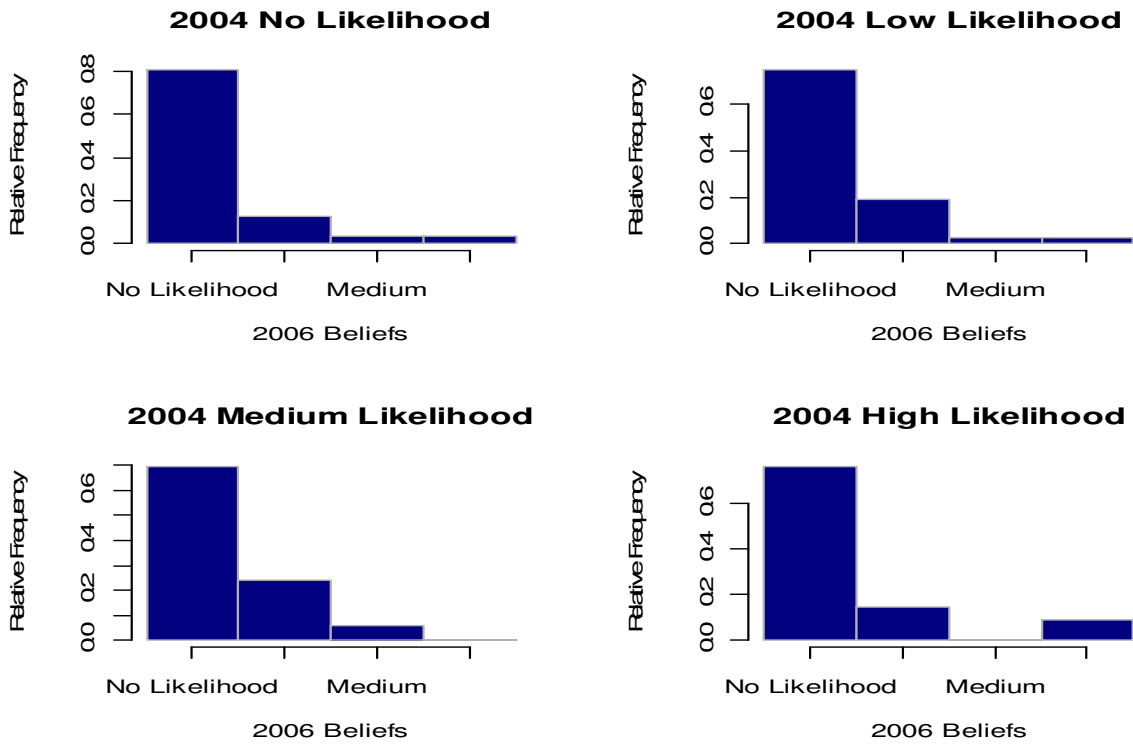 2004 No Likelihood
Relative Frequency
0.0 0.2 0.4 0.6 0.8
No Likelihood Medium
2006 Beliefs
2004 Low Likelihood
Relative Frequency
0.0 0.2 0.4 0.6
No Likelihood Medium
2006 Beliefs
2004 Medium Likelihood
Relative Frequency
0.0 0.2 0.4 0.6
No Likelihood Medium
2006 Beliefs
2004 High Likelihood
Relative Frequency
0.0 0.2 0.4 0.6
No Likelihood Medium
2006 Beliefs